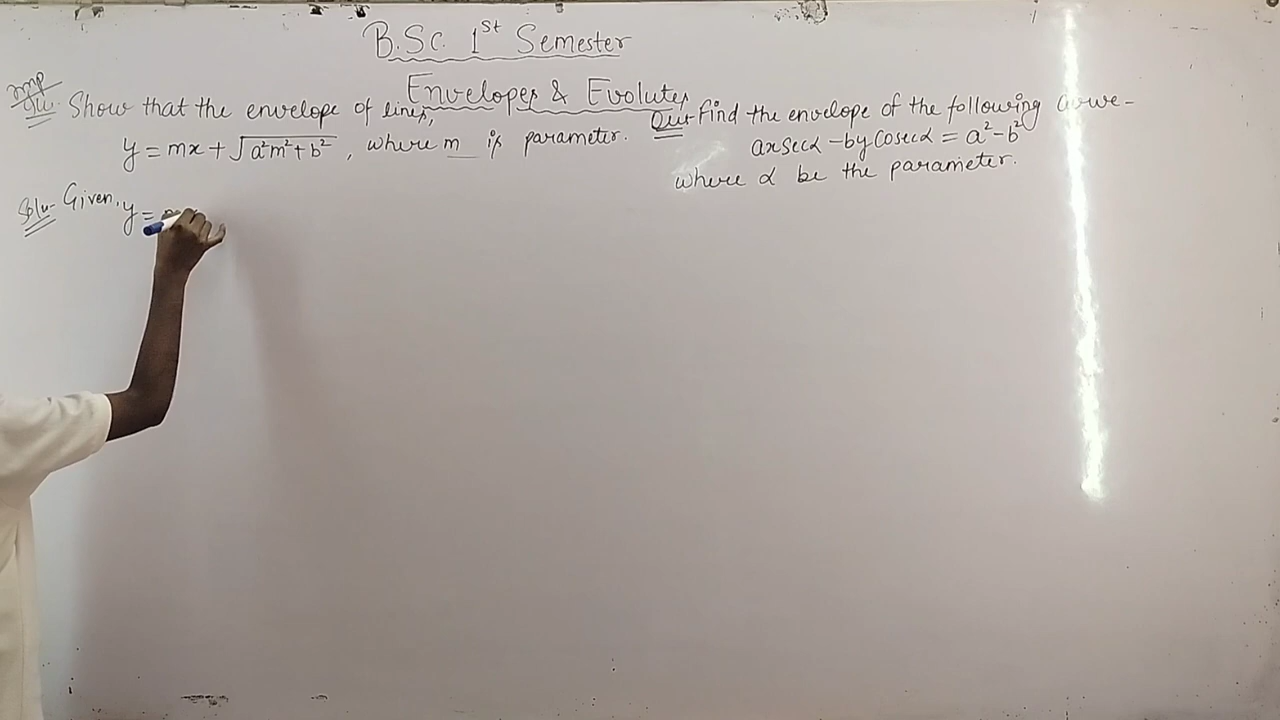 B.Sc. 1st Semester
Envelopes & Evolutes
Imp
Qu. Show that the envelope of lines,
y = mx + √a²m² + b² , where m is parameter.
Solu- Given, y =
Que- Find the envelope of the following curve-
ax secα - by cosecα = a² - b²
where α be the parameter.